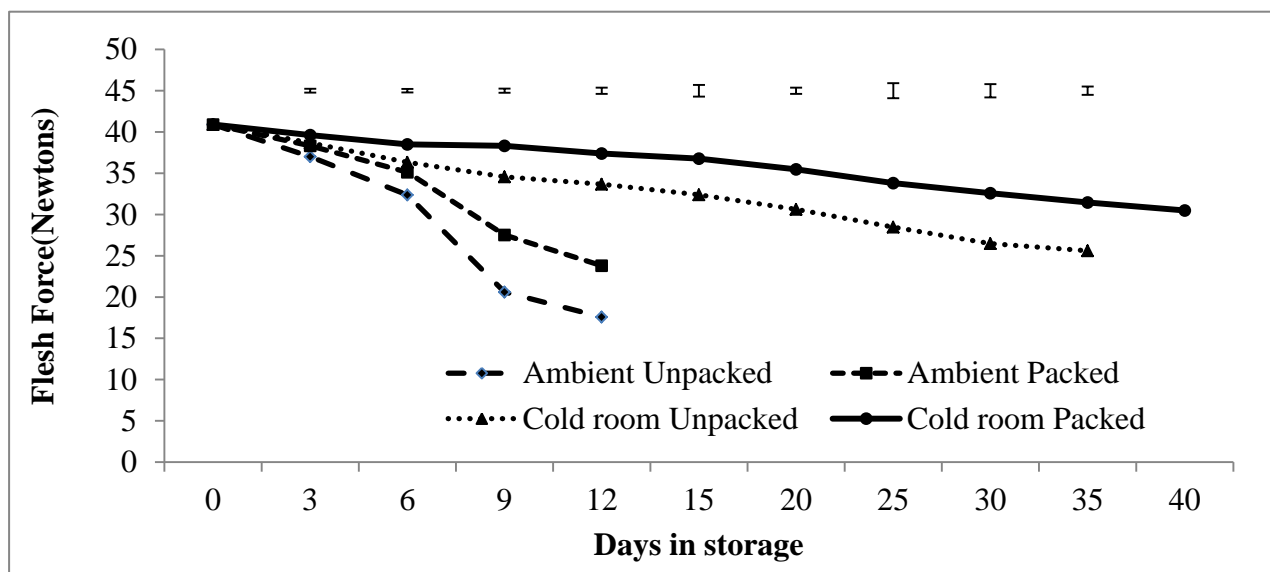 50
45
40
35
30
25
20
15
10
5
0
Flesh Force(Newtons)
Ambient Unpacked
Ambient Packed
Cold room Unpacked
Cold room Packed
0 3 6 9 12 15 20 25 30 35 40
Days in storage